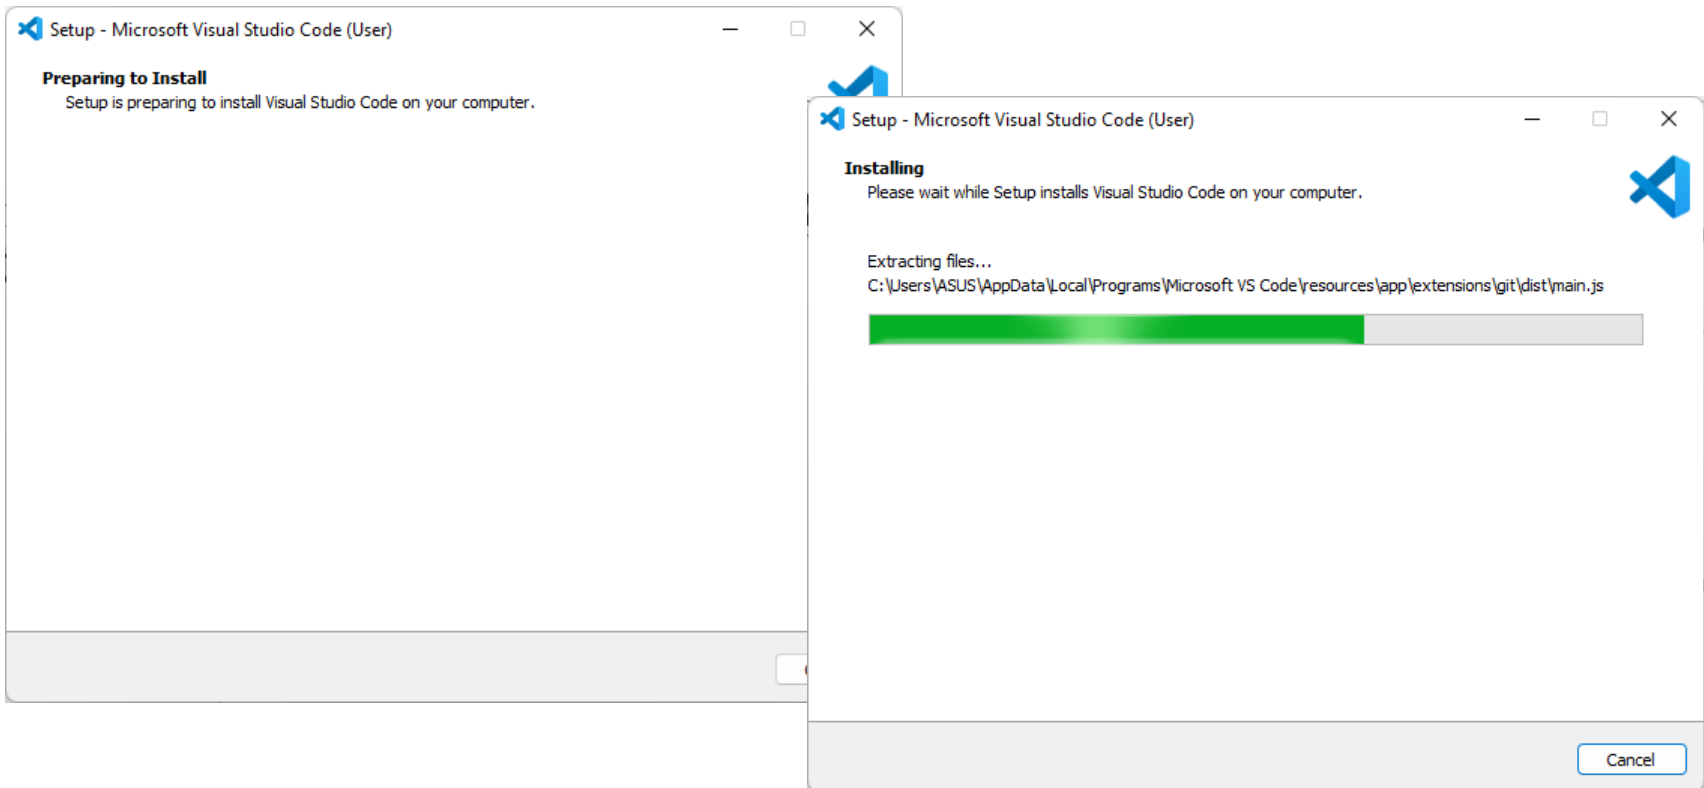 Setup - Microsoft Visual Studio Code (User)
Preparing to Install
Setup is preparing to install Visual Studio Code on your computer.
Setup - Microsoft Visual Studio Code (User)
Installing
Please wait while Setup installs Visual Studio Code on your computer.
Extracting files...
C:\Users\ASUS\AppData\Local\Programs\Microsoft VS Code\resources\app\extensions\git\dist\main.js
Cancel